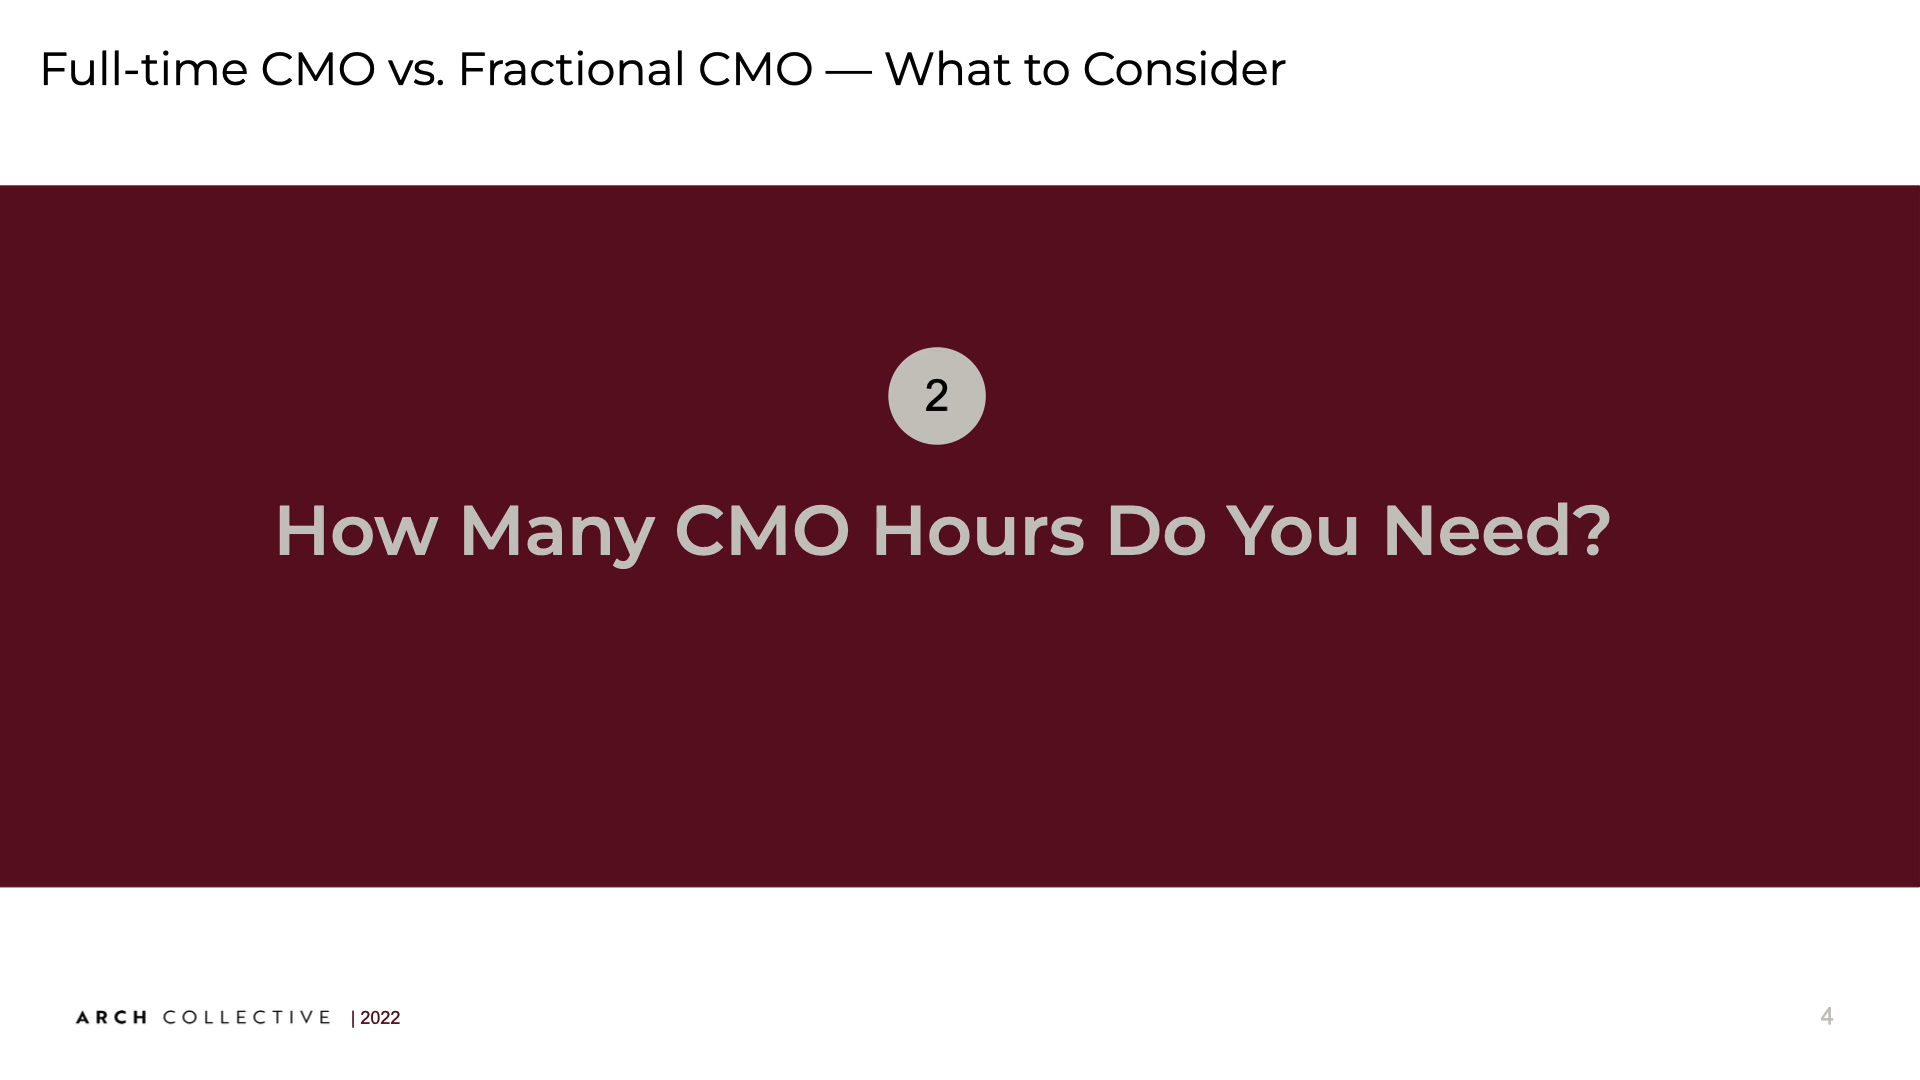 Full-time CMO vs. Fractional CMO — What to Consider
2
How Many CMO Hours Do You Need?
ARCH COLLECTIVE | 2022
4